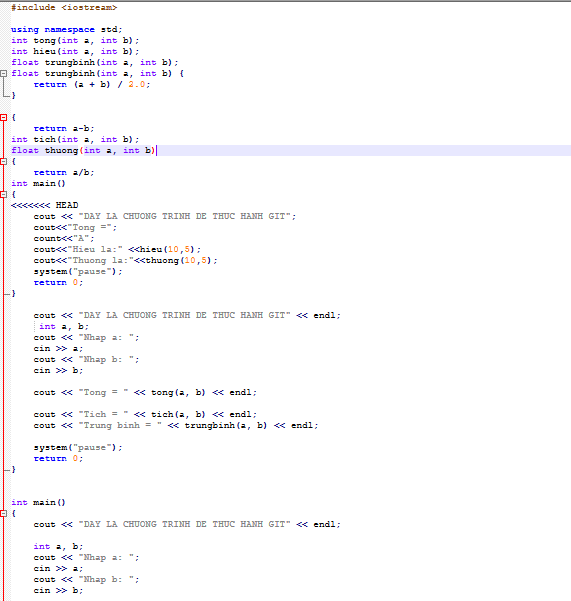 #include <iostream>
using namespace std;
int tong(int a, int b);
int hieu(int a, int b);
float trungbinh(int a, int b);
float trungbinh(int a, int b) {
return (a + b) / 2.0;
}
{
return a-b;
int tich(int a, int b);
float thuong(int a, int b)
{
return a/b;
int main()
{
<<<<<<< HEAD
cout << "DAY LA CHUONG TRINH DE THUC HANH GIT";
cout<<"Tong =";
count<<"A";
cout<<"Hieu la:" <<hieu(10,5);
cout<<"Thuong la:"<<thuong(10,5);
system("pause");
return 0;
}
cout << "DAY LA CHUONG TRINH DE THUC HANH GIT" << endl;
int a, b;
cout << "Nhap a: ";
cin >> a;
cout << "Nhap b: ";
cin >> b;
cout << "Tong = " << tong(a, b) << endl;
cout << "Tich = " << tich(a, b) << endl;
cout << "Trung binh = " << trungbinh(a, b) << endl;
system("pause");
return 0;
}
int main()
{
cout << "DAY LA CHUONG TRINH DE THUC HANH GIT" << endl;
int a, b;
cout << "Nhap a: ";
cin >> a;
cout << "Nhap b: ";
cin >> b;